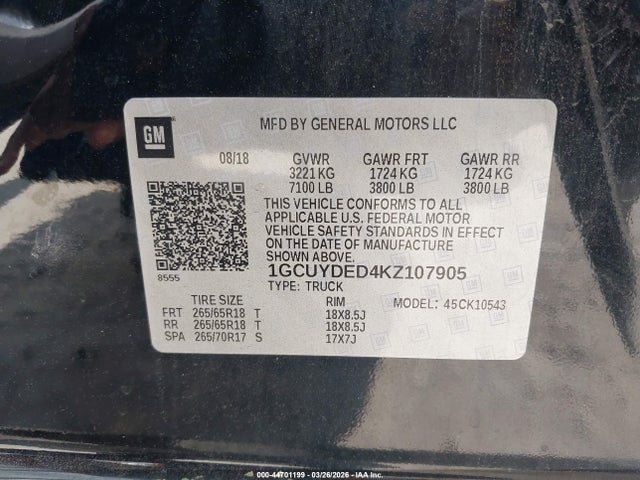 GM
MFD BY GENERAL MOTORS LLC
08/18 GVWR GAWR FRT GAWR RR
3221 KG 1724 KG 1724 KG
7100 LB 3800 LB 3800 LB
THIS VEHICLE CONFORMS TO ALL
APPLICABLE U.S. FEDERAL MOTOR
VEHICLE SAFETY STANDARDS IN EFFECT
ON THE DATE OF MANUFACTURE
SHOWN ABOVE.
8555
1GCUYDED4KZ107905
TYPE: TRUCK
TIRE SIZE RIM MODEL: 45CK10543
FRT 265/65R18 T 18X8.5J
RR 265/65R18 T 18X8.5J
SPA 265/70R17 S 17X7J
000-44701199 - 03/26/2026 - IAA Inc.